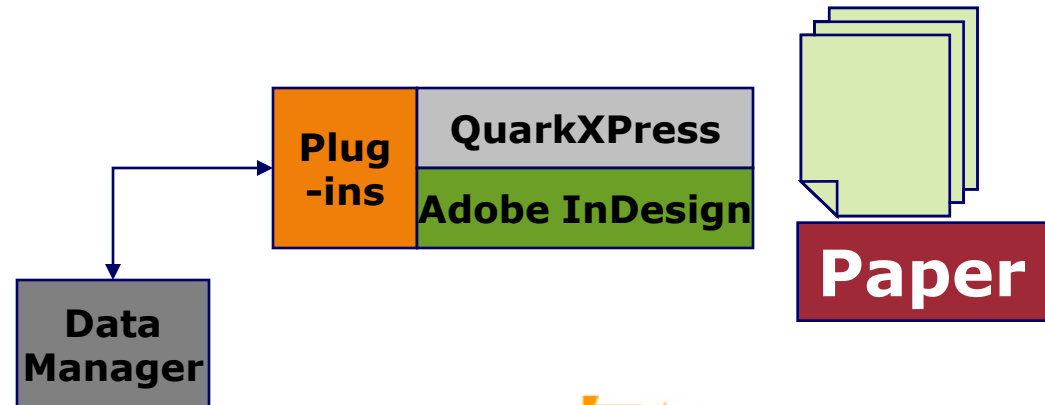 QuarkXPress
Plug
-ins
Adobe InDesign
Paper
Data
Manager